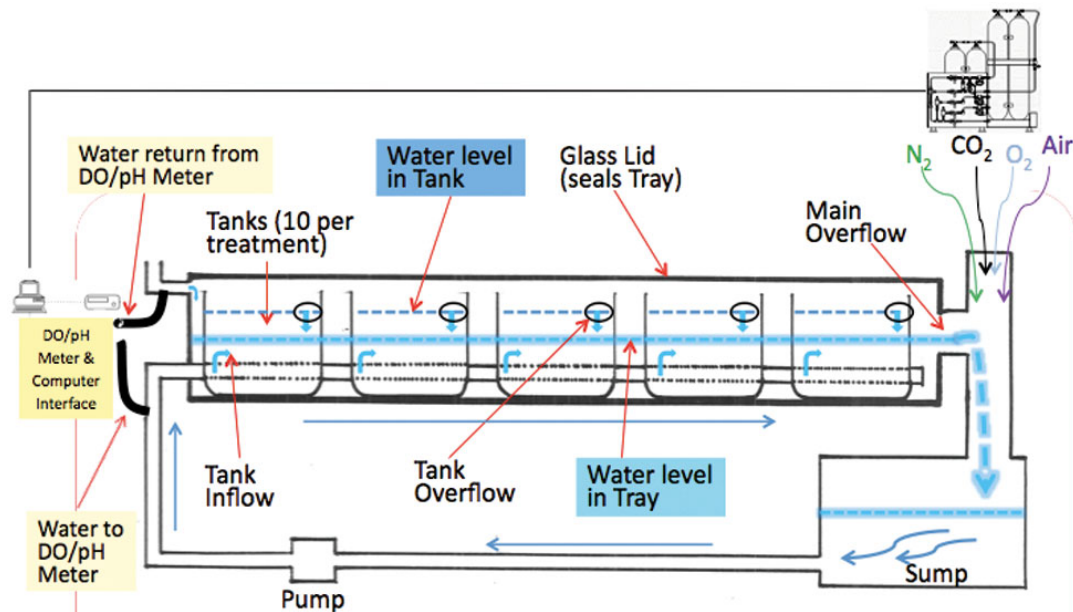 Water return from
DO/pH Meter
Water level
in Tank
Glass Lid
(seals Tray)
N₂
CO₂
O₂
Air
Tanks (10 per
treatment)
Main
Overflow
DO/pH
Meter &
Computer
Interface
Tank
Inflow
Tank
Overflow
Water level
in Tray
Water to
DO/pH
Meter
Pump
Sump